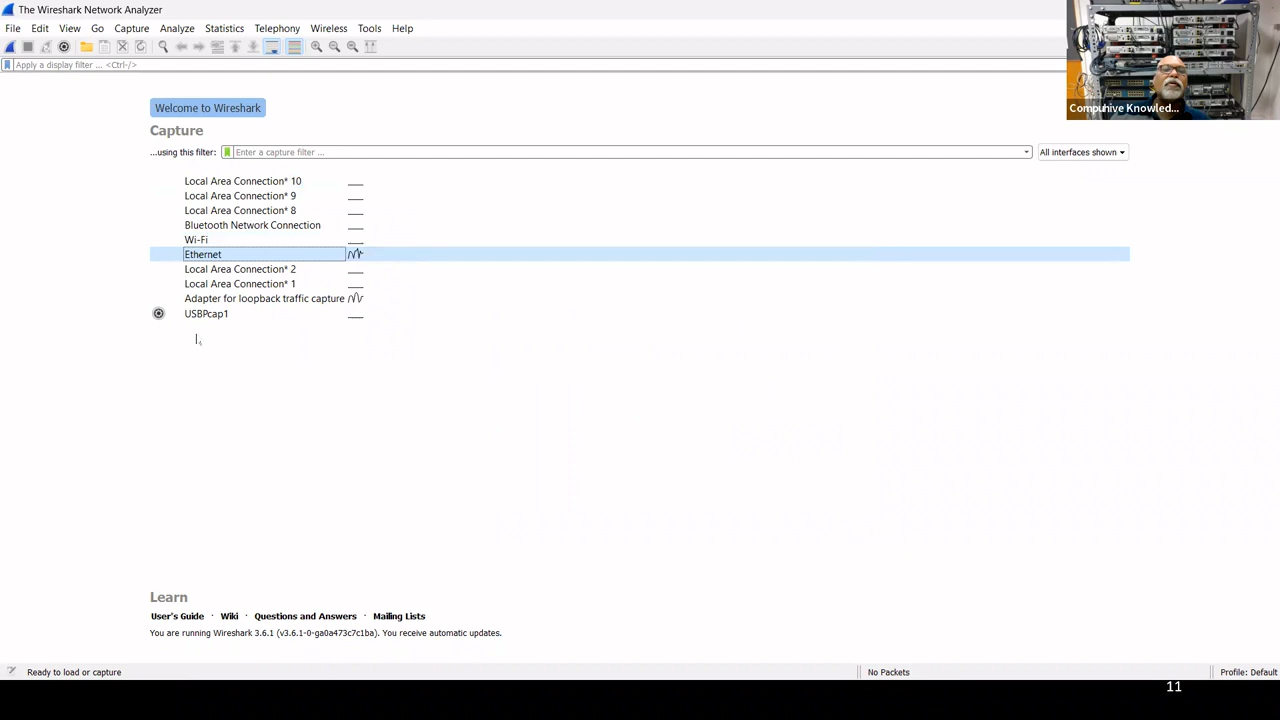 The Wireshark Network Analyzer
File Edit View Go Capture Analyze Statistics Telephony Wireless Tools Help
Apply a display filter ... <Ctrl-/>
Welcome to Wireshark
Capture
...using this filter: Enter a capture filter ... All interfaces shown
Local Area Connection* 10
Local Area Connection* 9
Local Area Connection* 8
Bluetooth Network Connection
Wi-Fi
Ethernet
Local Area Connection* 2
Local Area Connection* 1
Adapter for loopback traffic capture
USBPcap1
Learn
User's Guide · Wiki · Questions and Answers · Mailing Lists
You are running Wireshark 3.6.1 (v3.6.1-0-ga0a473c7c1ba). You receive automatic updates.
Ready to load or capture No Packets Profile: Default
11
Compuhive Knowled...